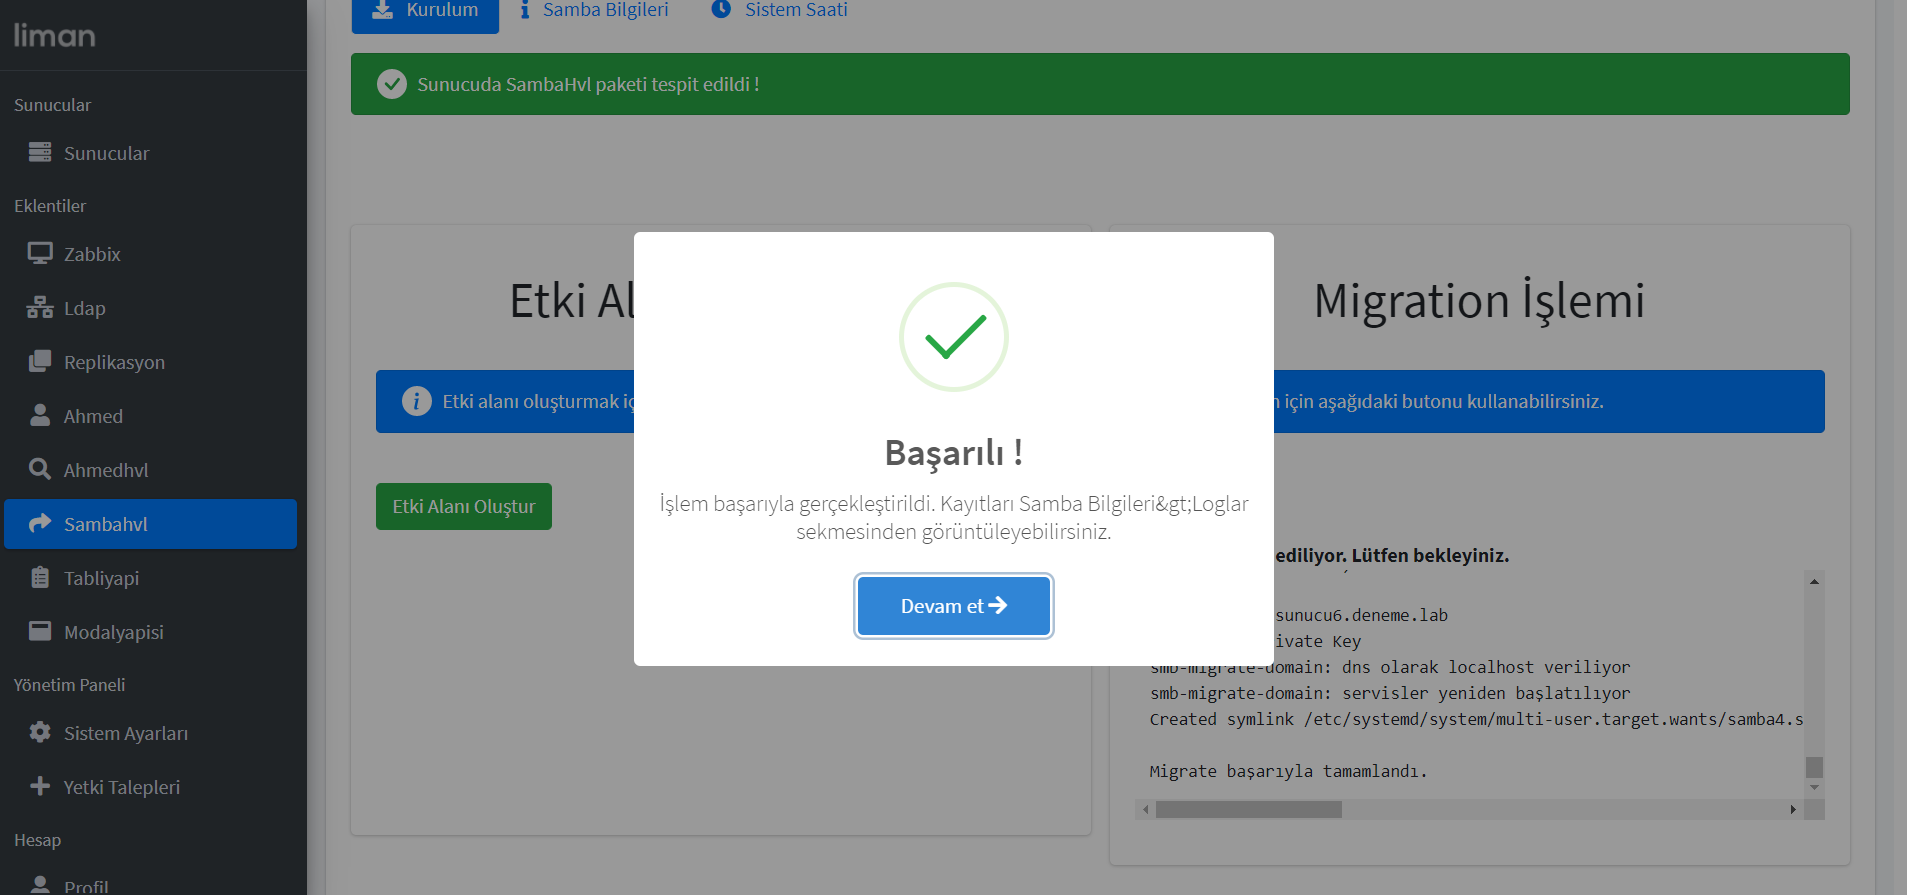 liman
Sunucular
Sunucular
Eklentiler
Zabbix
Ldap
Replikasyon
Ahmed
Ahmedhvl
Sambahvl
Tabliyapi
Modalyapisi
Yönetim Paneli
Sistem Ayarları
Yetki Talepleri
Hesap
Profil
Kurulum
Samba Bilgileri
Sistem Saati
Sunucuda SambaHvl paketi tespit edildi !
Etki Al
Etki alanı oluşturmak iç
Etki Alanı Oluştur
Başarılı !
İşlem başarıyla gerçekleştirildi. Kayıtları Samba Bilgileri&gt;Loglar
sekmesinden görüntüleyebilirsiniz.
Devam et
Migration İşlemi
için aşağıdaki butonu kullanabilirsiniz.
ediliyor. Lütfen bekleyiniz.
sunucu6.deneme.lab
ivate Key
smb-migrate-domain: dns olarak localhost veriliyor
smb-migrate-domain: servisler yeniden başlatılıyor
Created symlink /etc/systemd/system/multi-user.target.wants/samba4.s
Migrate başarıyla tamamlandı.